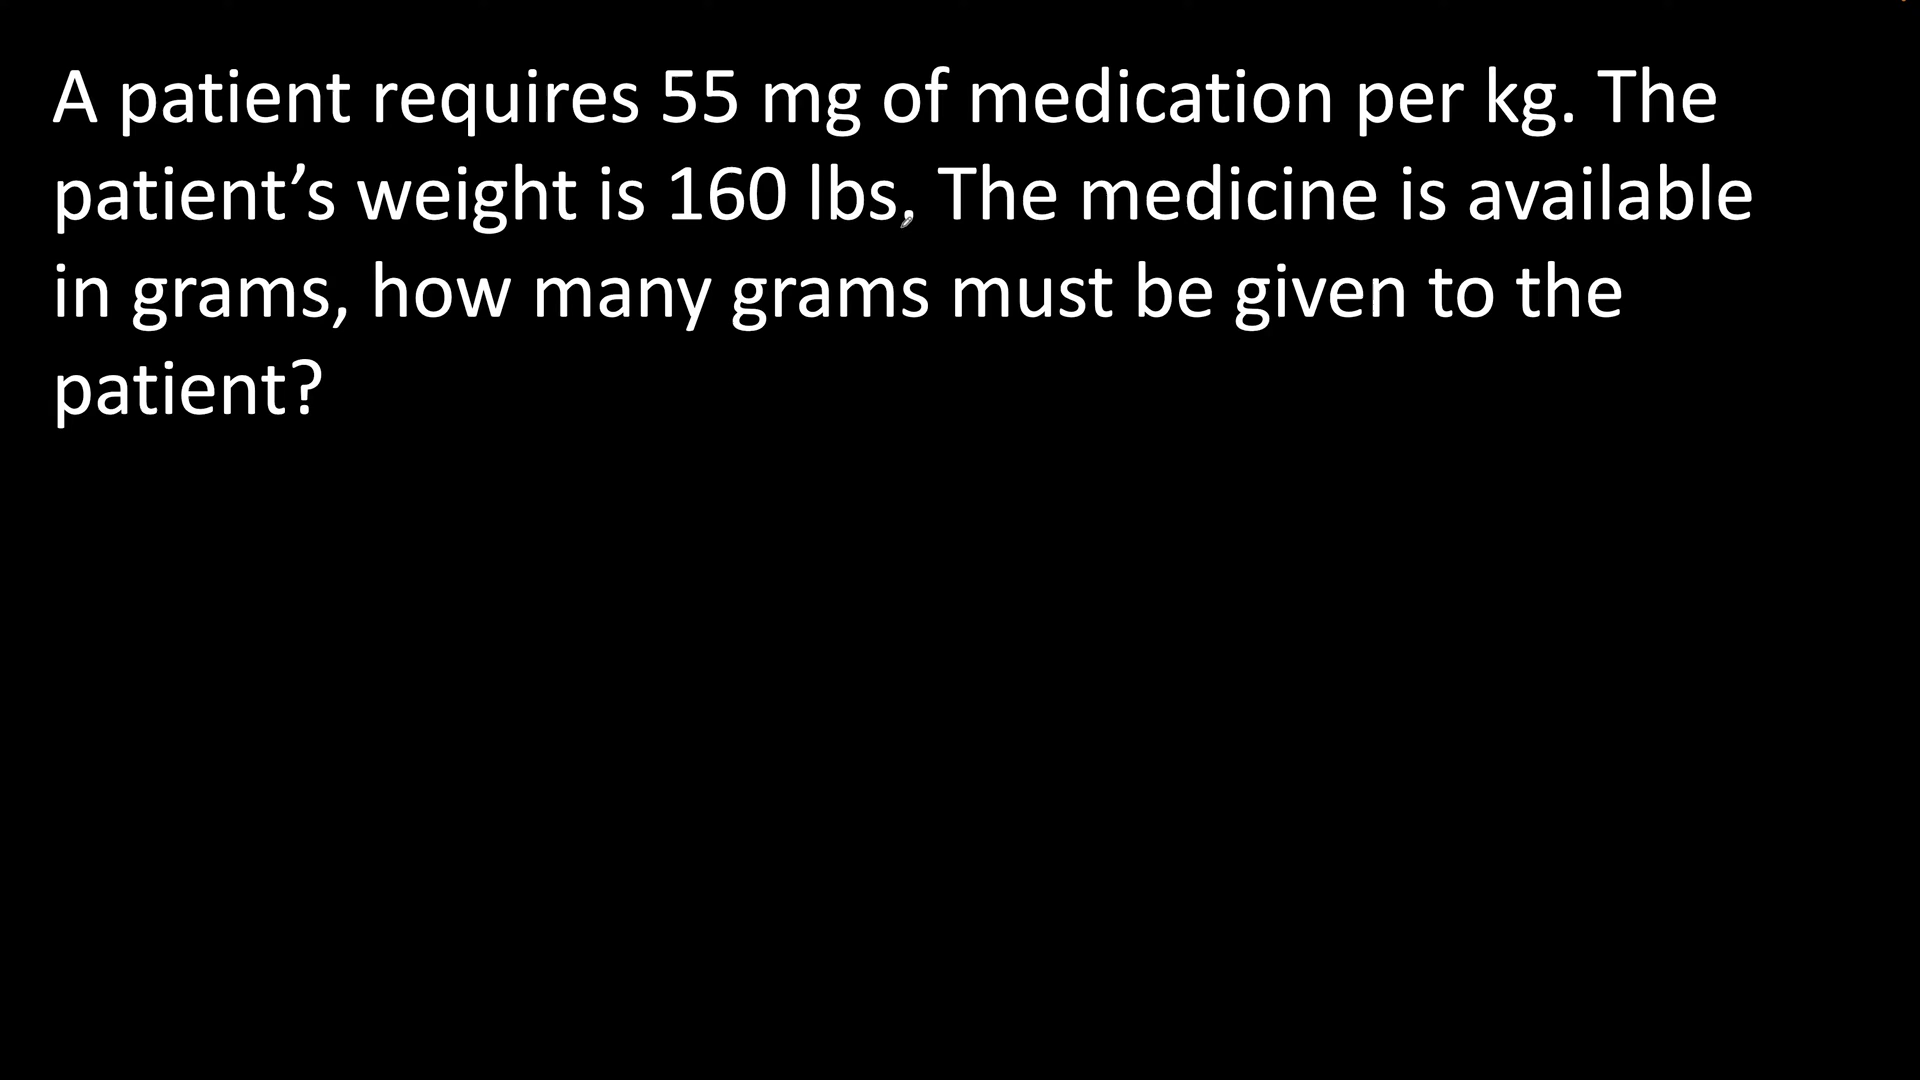 A patient requires 55 mg of medication per kg. The
patient’s weight is 160 lbs, The medicine is available
in grams, how many grams must be given to the
patient?